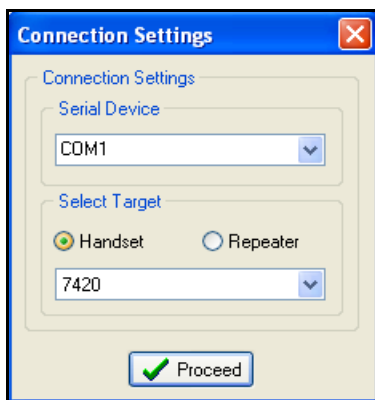 Connection Settings
Connection Settings
Serial Device
COM1
Select Target
Handset Repeater
7420
Proceed